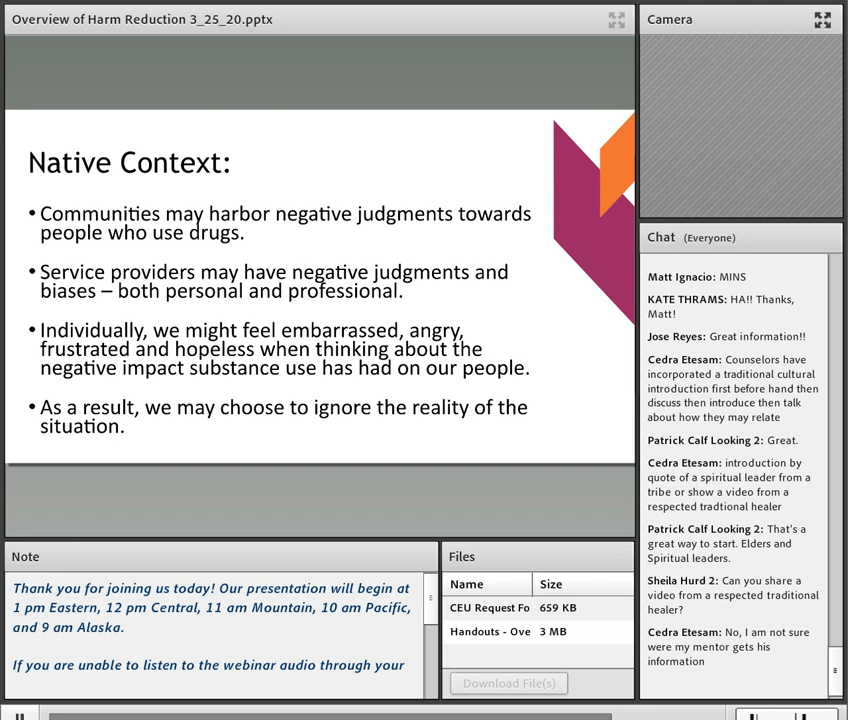 Overview of Harm Reduction 3_25_20.pptx
Native Context:
• Communities may harbor negative judgments towards
people who use drugs.
• Service providers may have negative judgments and
biases – both personal and professional.
• Individually, we might feel embarrassed, angry,
frustrated and hopeless when thinking about the
negative impact substance use has had on our people.
• As a result, we may choose to ignore the reality of the
situation.
Note
Thank you for joining us today! Our presentation will begin at
1 pm Eastern, 12 pm Central, 11 am Mountain, 10 am Pacific,
and 9 am Alaska.
If you are unable to listen to the webinar audio through your
Files
Name Size
CEU Request Fo 659 KB
Handouts - Ove 3 MB
Download File(s)
Camera
Chat (Everyone)
Matt Ignacio: MINS
KATE THRAMS: HA!! Thanks,
Matt!
Jose Reyes: Great information!!
Cedra Etesam: Counselors have
incorporated a traditional cultural
introduction first before hand then
discuss then introduce then talk
about how they may relate
Patrick Calf Looking 2: Great.
Cedra Etesam: introduction by
quote of a spiritual leader from a
tribe or show a video from a
respected tradtional healer
Patrick Calf Looking 2: That's a
great way to start. Elders and
Spiritual leaders.
Sheila Hurd 2: Can you share a
video from a respected traditional
healer?
Cedra Etesam: No, I am not sure
were my mentor gets his
information